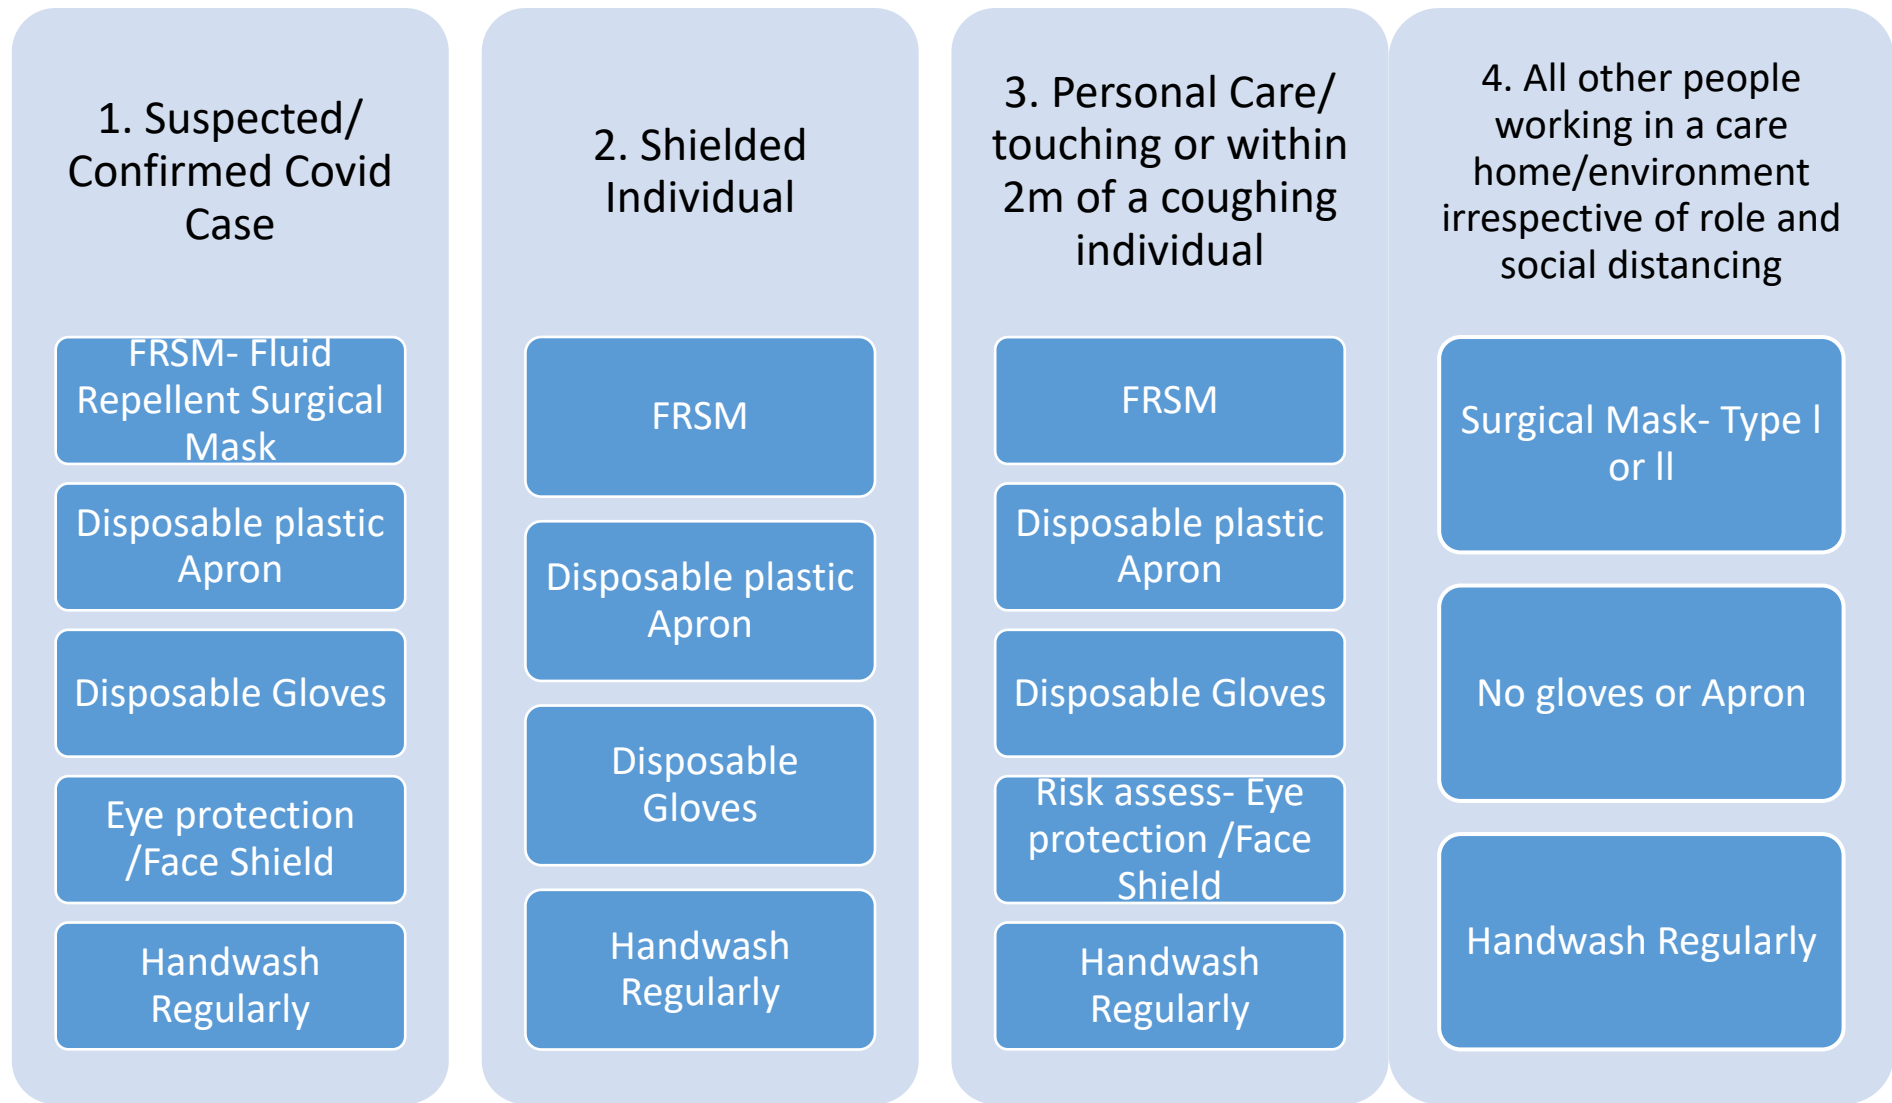 1. Suspected/
Confirmed Covid
Case
FRSM- Fluid
Repellent Surgical
Mask
Disposable plastic
Apron
Disposable Gloves
Eye protection
/Face Shield
Handwash
Regularly
2. Shielded
Individual
FRSM
Disposable plastic
Apron
Disposable
Gloves
Handwash
Regularly
3. Personal Care/
touching or within
2m of a coughing
individual
FRSM
Disposable plastic
Apron
Disposable Gloves
Risk assess- Eye
protection /Face
Shield
Handwash
Regularly
4. All other people
working in a care
home/environment
irrespective of role and
social distancing
Surgical Mask- Type l
or ll
No gloves or Apron
Handwash Regularly